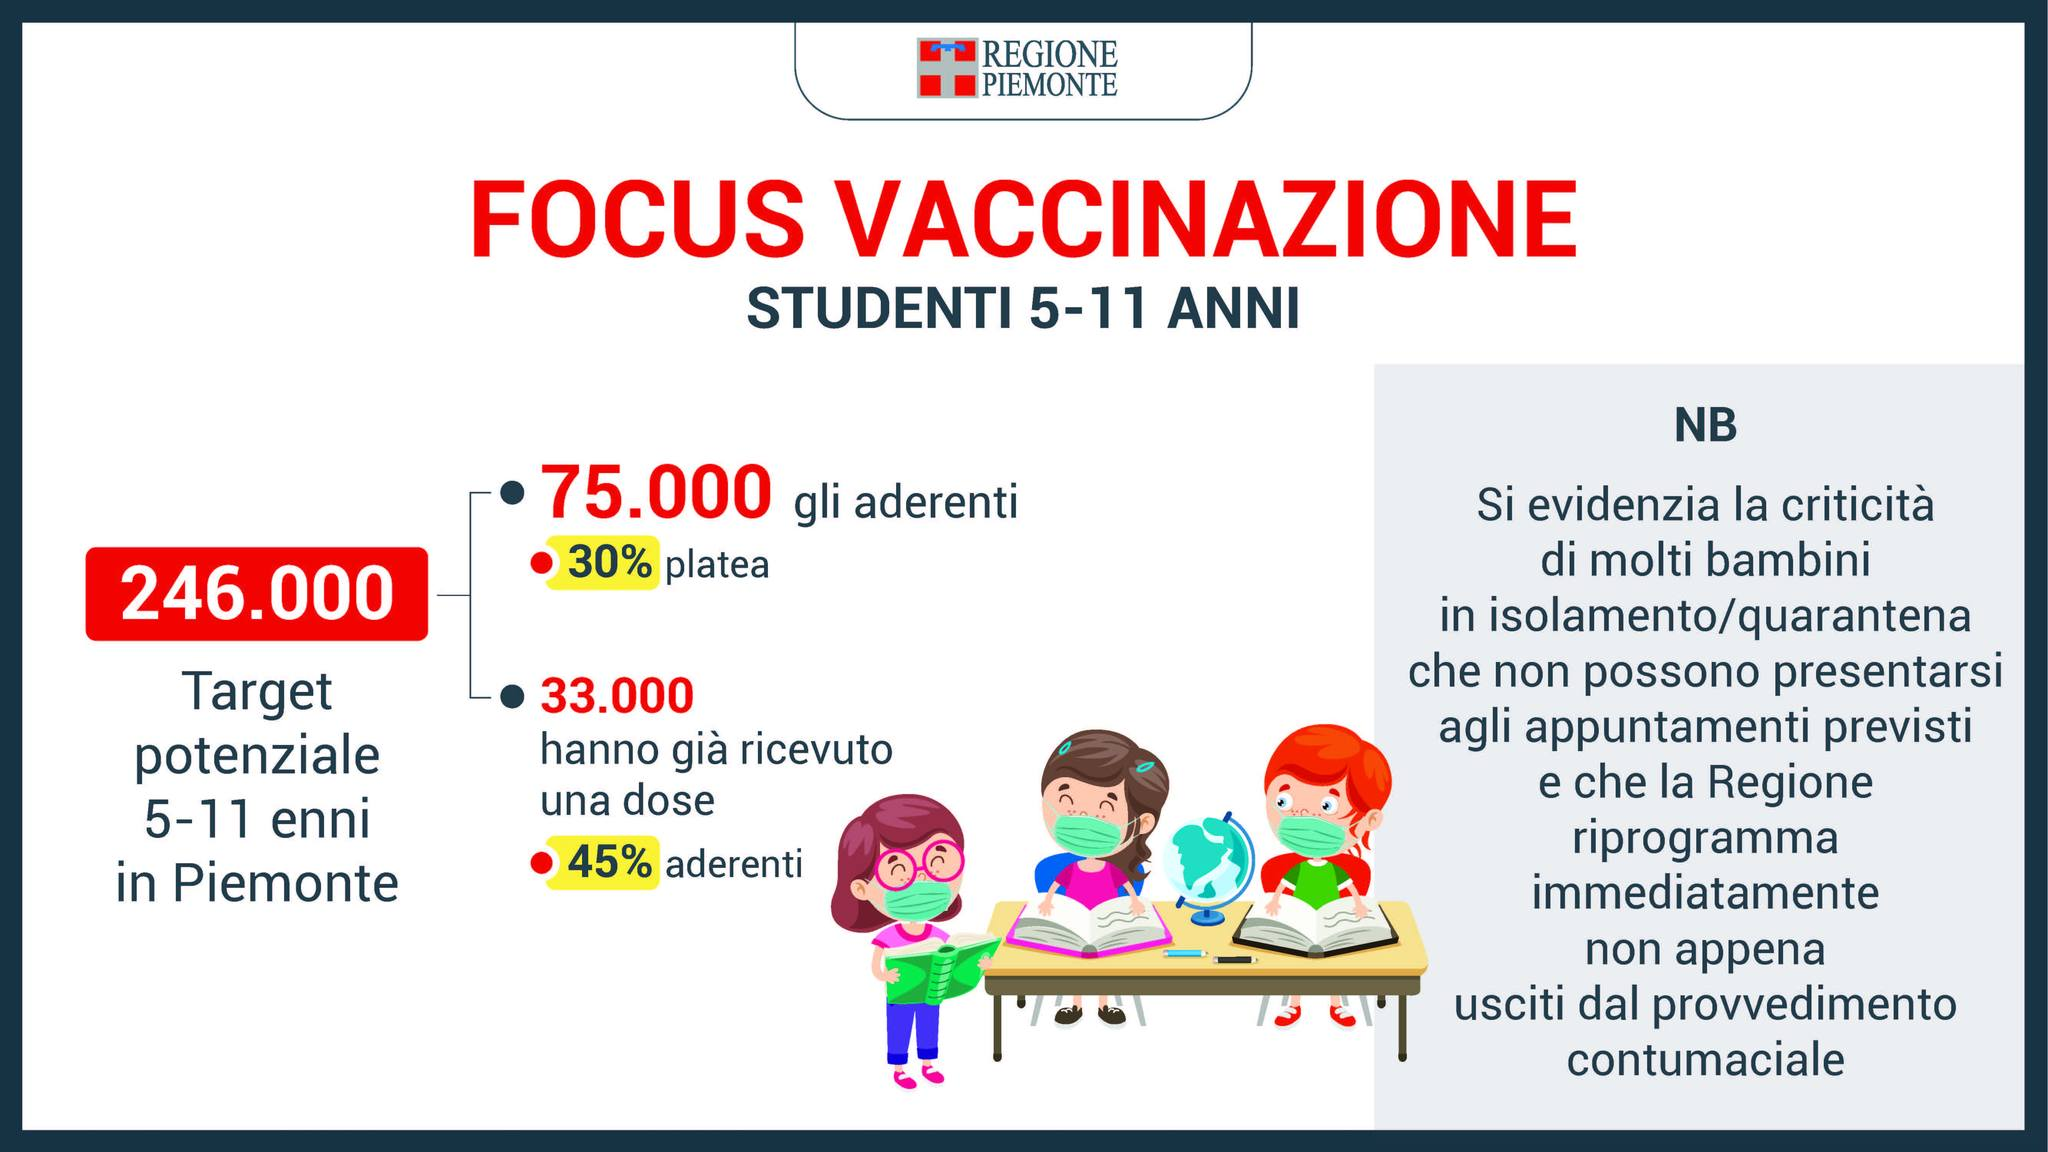 REGIONE
PIEMONTE
FOCUS VACCINAZIONE
STUDENTI 5-11 ANNI
246.000
Target
potenziale
5-11 enni
in Piemonte
75.000 gli aderenti
30% platea
33.000
hanno già ricevuto
una dose
45% aderenti
NB
Si evidenzia la criticità
di molti bambini
in isolamento/quarantena
che non possono presentarsi
agli appuntamenti previsti
e che la Regione
riprogramma
immediatamente
non appena
usciti dal provvedimento
contumaciale